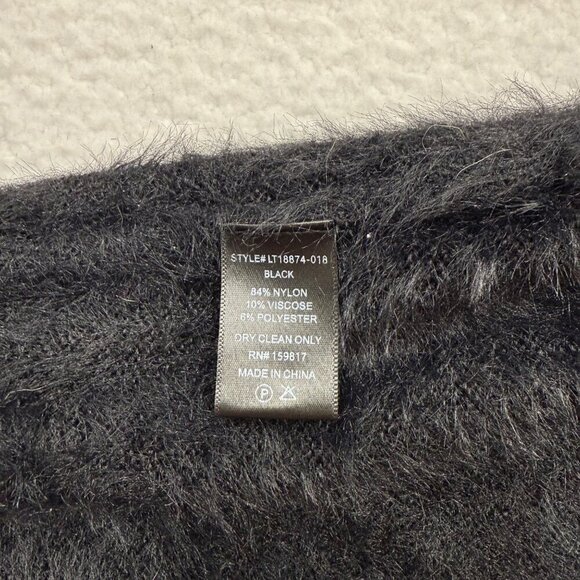 STYLE# LT18874-018
BLACK
84% NYLON
10% VISCOSE
6% POLYESTER
DRY CLEAN ONLY
RN# 159817
MADE IN CHINA
P